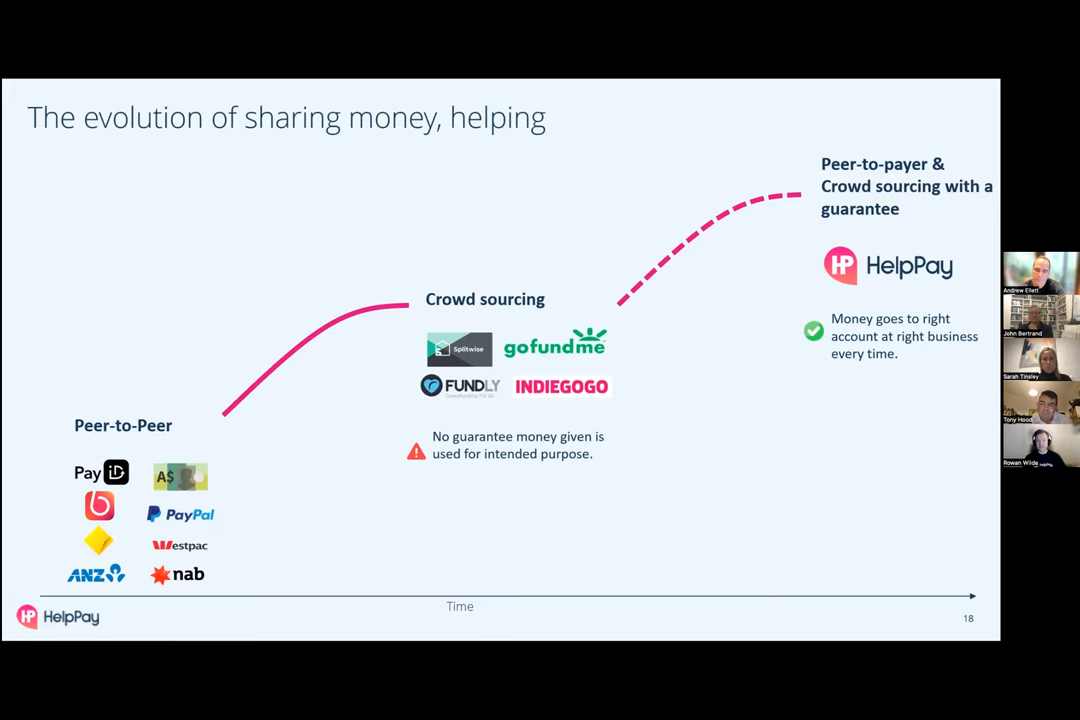 The evolution of sharing money, helping
Peer-to-payer &
Crowd sourcing with a
guarantee
HP HelpPay
Money goes to right
account at right business
every time.
Crowd sourcing
Splitwise
gofundme
FUNDLY
INDIEGOGO
No guarantee money given is
used for intended purpose.
Peer-to-Peer
Pay iD
A$
b
PayPal
Westpac
ANZ
nab
Time
HP HelpPay
18
Andrew Ellett
John Bertrand
Sarah Tinsley
Tony Hood
Rowan Wilde